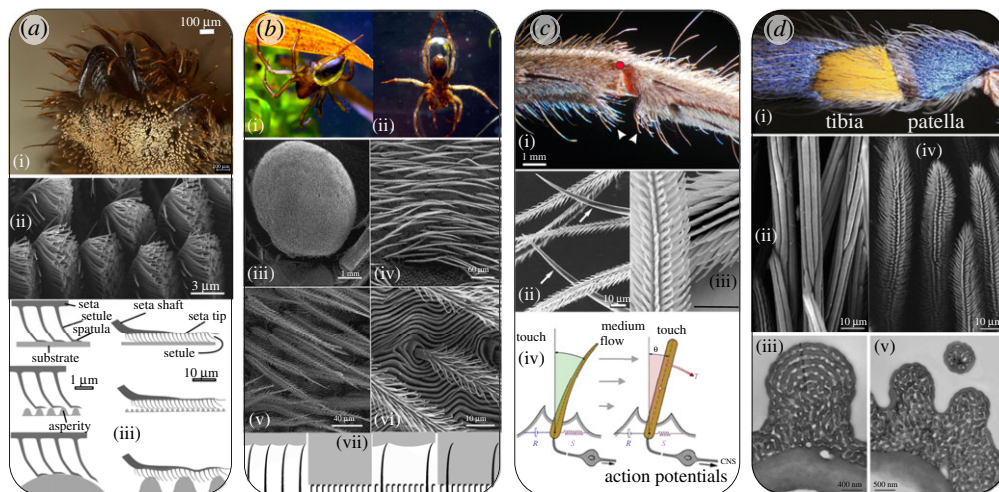 (a)
100 µm
(i)
(ii)
3 µm
seta
setule
spatula
substrate
seta shaft
seta tip
setule
1 µm
10 µm
asperity
(iii)
(b)
(i)
(ii)
(iii)
1 mm
(iv)
60 µm
(v)
40 µm
(vi)
10 µm
(vii)
(c)
(i)
1 mm
(ii)
10 µm
(iii)
(iv)
touch
medium
flow
touch
θ
T
R
S
R
S
CNS
action potentials
(d)
(i)
tibia
patella
(ii)
10 µm
(iv)
10 µm
(iii)
400 nm
(v)
500 nm